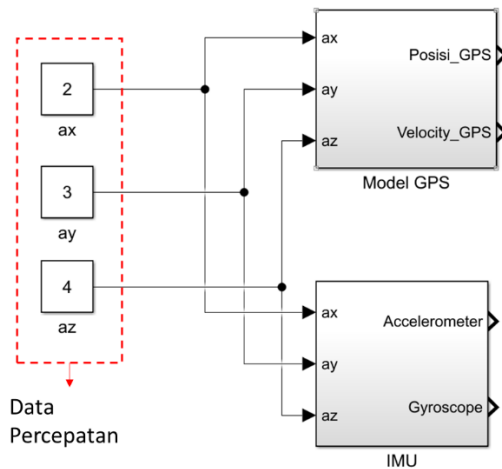 2
ax
3
ay
4
az
Data
Percepatan
ax
ay
az
Posisi_GPS
Velocity_GPS
Model GPS
ax
ay
az
Accelerometer
Gyroscope
IMU